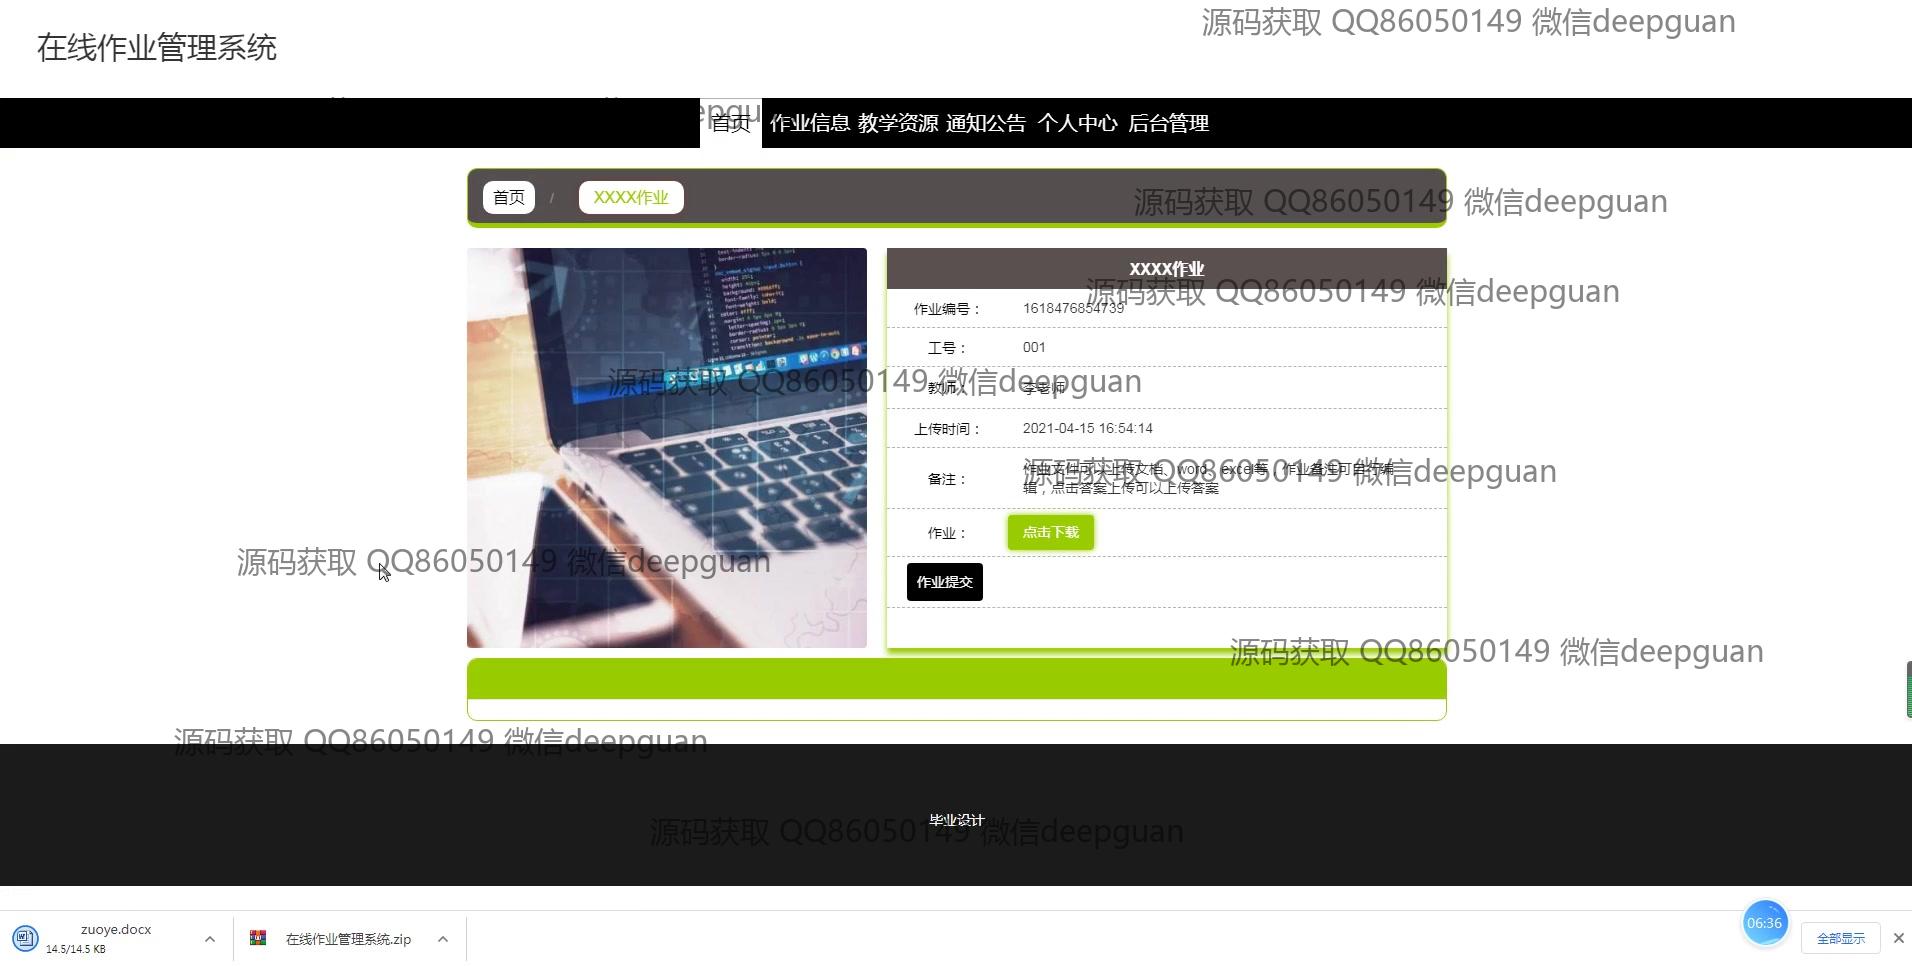 源码获取 QQ86050149 微信deepguan
在线作业管理系统
首页 作业信息 教学资源 通知公告 个人中心 后台管理
首页 / XXXX作业
源码获取 QQ86050149 微信deepguan
XXXX作业
源码获取 QQ86050149 微信deepguan
作业编号： 1618476854739
工号： 001
教师： 李老师
源码获取 QQ86050149 微信deepguan
上传时间： 2021-04-15 16:54:14
备注： 作业文件可以上传文档、word、excel等，作业备注可自行编
辑，点击答案上传可以上传答案
源码获取 QQ86050149 微信deepguan
作业： 点击下载
源码获取 QQ86050149 微信deepguan
作业提交
源码获取 QQ86050149 微信deepguan
源码获取 QQ86050149 微信deepguan
毕业设计
源码获取 QQ86050149 微信deepguan
zuoye.docx
14.5/14.5 KB
在线作业管理系统.zip
06:36
全部显示